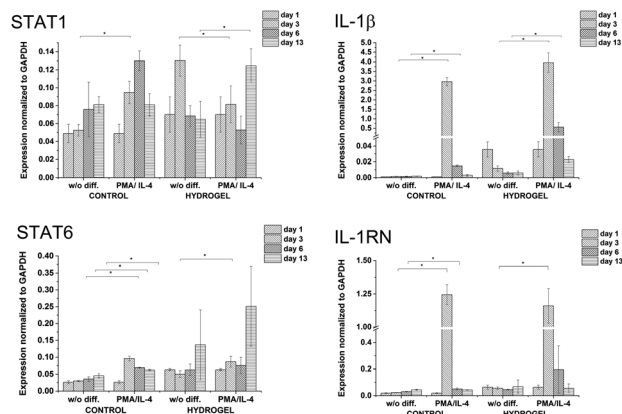 STAT1
day 1
day 3
day 6
day 13
Expression normalized to GAPDH
0.14
0.12
0.10
0.08
0.06
0.04
0.02
0.00
* * *
w/o diff. PMA/ IL-4 w/o diff. PMA/ IL-4
CONTROL HYDROGEL
IL-1β
day 1
day 3
day 6
day 13
Expression normalized to GAPDH
5.0
4.5
4.0
3.5
3.0
2.5
2.0
1.5
1.0
0.5
0.04
0.02
0.00
* * * *
w/o diff. PMA/ IL-4 w/o diff. PMA/ IL-4
CONTROL HYDROGEL
STAT6
day 1
day 3
day 6
day 13
Expression normalized to GAPDH
0.40
0.35
0.30
0.25
0.20
0.15
0.10
0.05
0.00
* * * *
w/o diff. PMA/IL-4 w/o diff. PMA/IL-4
CONTROL HYDROGEL
IL-1RN
day 1
day 3
day 6
day 13
Expression normalized to GAPDH
1.50
1.25
1.00
0.2
0.1
0.0
* * *
w/o diff. PMA/IL-4 w/o diff. PMA/IL-4
CONTROL HYDROGEL